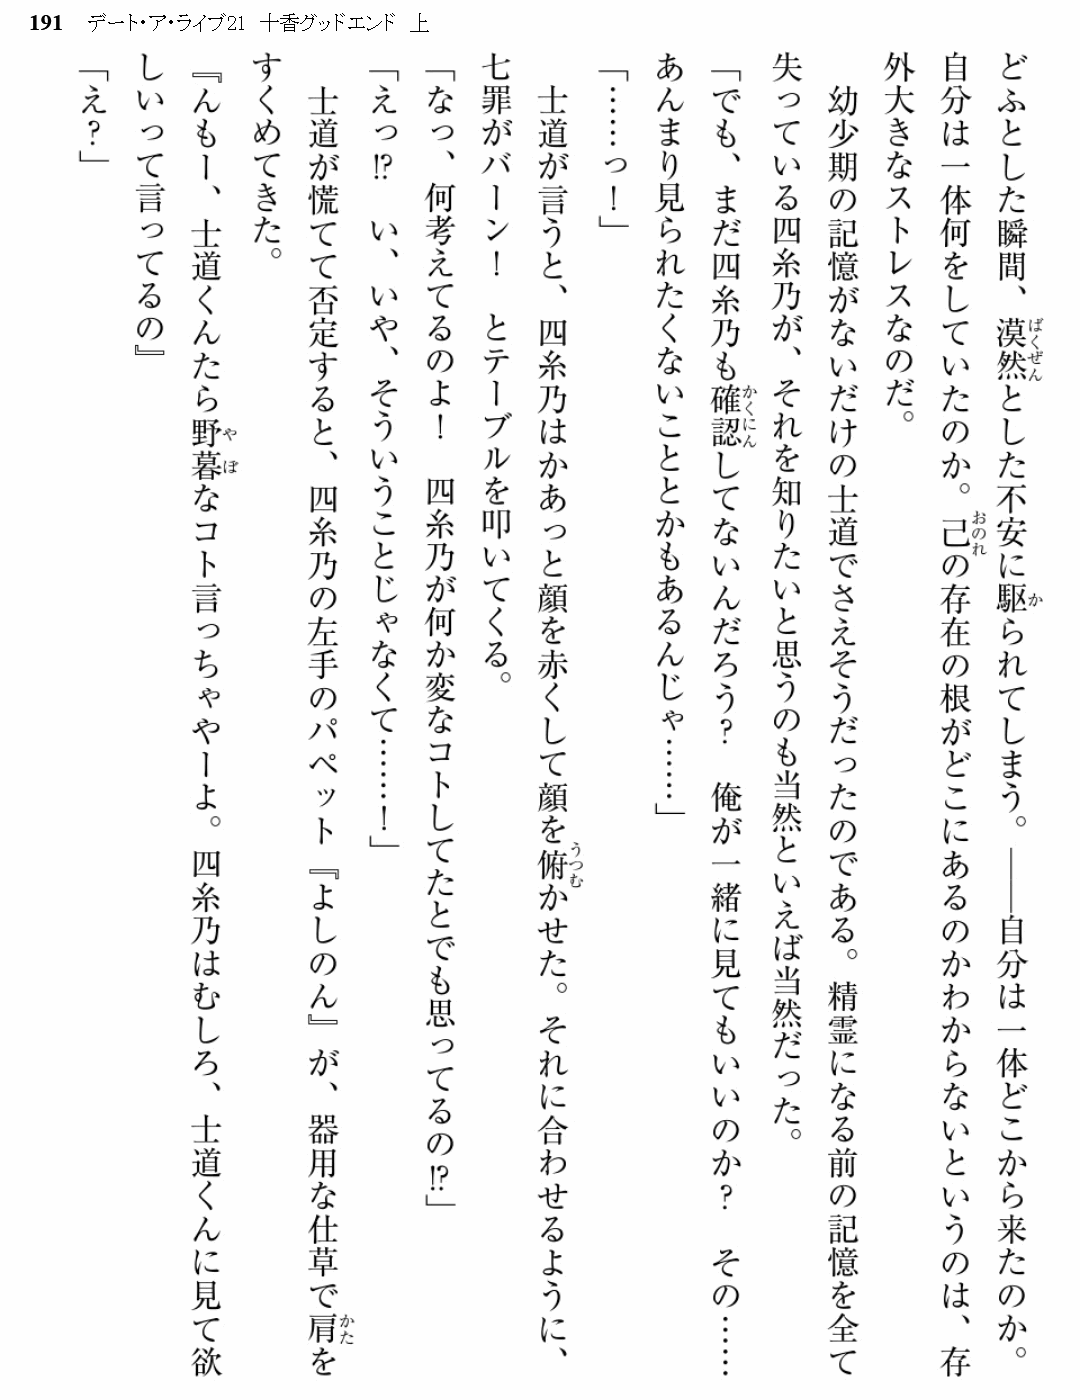 191 デート・ア・ライブ21 十香グッドエンド 上
どふとした瞬間、漠然とした不安に駆られてしまう。――自分は一体どこから来たのか。
自分は一体何をしていたのか。己の存在の根がどこにあるのかわからないというのは、存
外大きなストレスなのだ。
　幼少期の記憶がないだけの士道でさえそうだったのである。精霊になる前の記憶を全て
失っている四糸乃が、それを知りたいと思うのも当然といえば当然だった。
「でも、まだ四糸乃も確認してないんだろう？　俺が一緒に見てもいいのか？　その……
あんまり見られたくないこととかもあるんじゃ……」
「……っ！」
　士道が言うと、四糸乃はかあっと顔を赤くして顔を俯かせた。それに合わせるように、
七罪がバーン！　とテーブルを叩いてくる。
「なっ、何考えてるのよ！　四糸乃が何か変なコトしてたとでも思ってるの!?」
「えっ!?　い、いや、そういうことじゃなくて……！」
　士道が慌てて否定すると、四糸乃の左手のパペット『よしのん』が、器用な仕草で肩を
すくめてきた。
『んもー、士道くんたら野暮なコト言っちゃやーよ。四糸乃はむしろ、士道くんに見て欲
しいって言ってるの』
「え？」